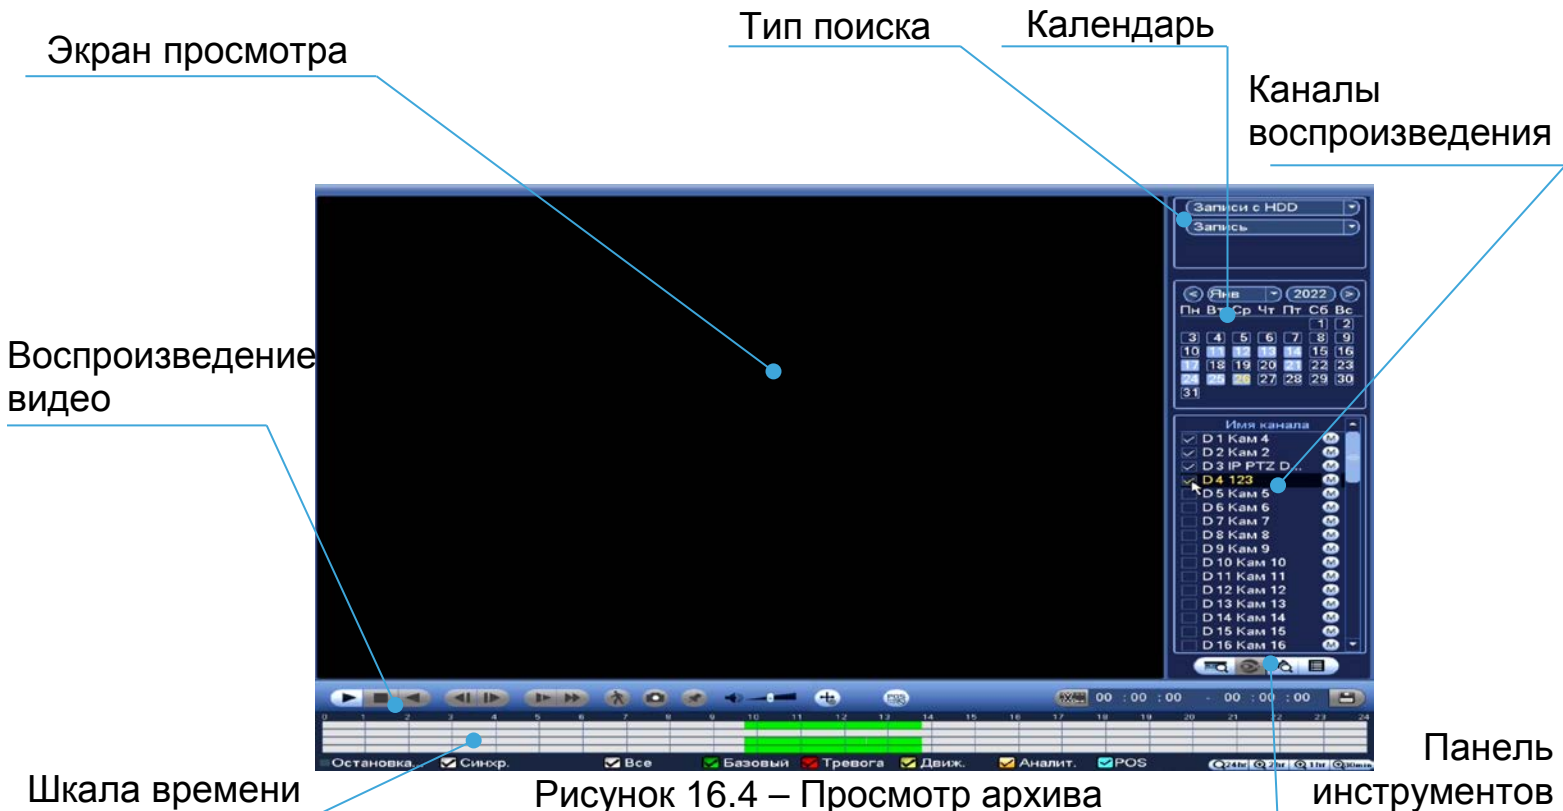 Экран просмотра
Тип поиска
Календарь
Каналы
воспроизведения
Записи с HDD
Запись
Янв 2022
Пн Вт Ср Чт Пт Сб Вс
1 2
3 4 5 6 7 8 9
10 11 12 13 14 15 16
17 18 19 20 21 22 23
24 25 26 27 28 29 30
31
Воспроизведение
видео
Имя канала
D 1 Кам 4 M
D 2 Кам 2 M
D 3 IP PTZ D... M
D 4 123 M
D 5 Кам 5 M
D 6 Кам 6 M
D 7 Кам 7 M
D 8 Кам 8 M
D 9 Кам 9 M
D 10 Кам 10 M
D 11 Кам 11 M
D 12 Кам 12 M
D 13 Кам 13 M
D 14 Кам 14 M
D 15 Кам 15 M
D 16 Кам 16 M
POS 00 :00 :00 - 00 :00 :00
0 1 2 3 4 5 6 7 8 9 10 11 12 13 14 15 16 17 18 19 20 21 22 23 24
Остановка... Синхр. Все Базовый Тревога Движ. Аналит. POS 24hr 2hr 1hr 30min
Шкала времени
Панель
инструментов
Рисунок 16.4 – Просмотр архива